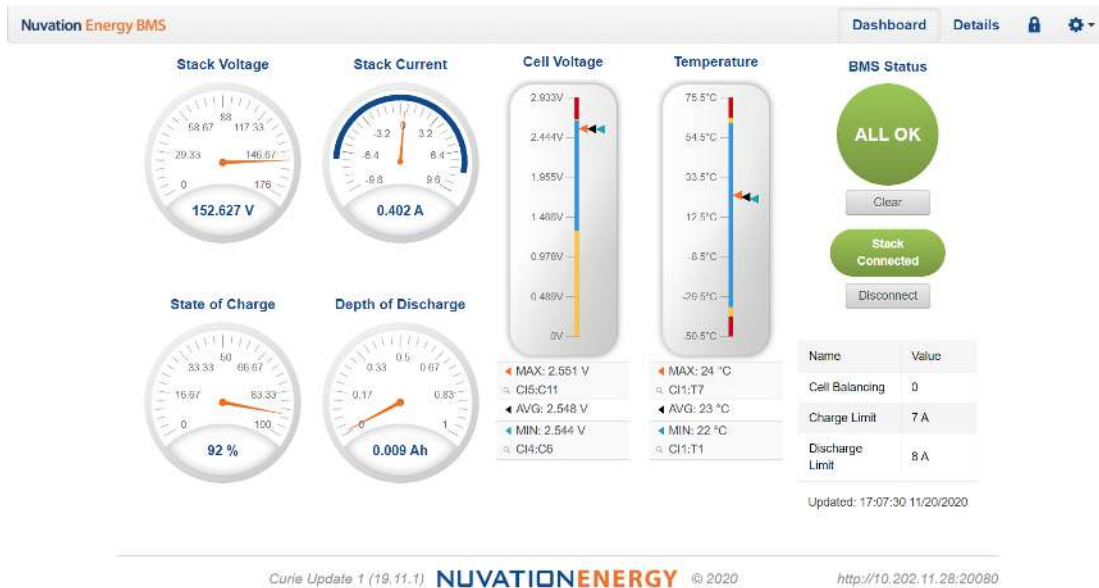 Nuvation Energy BMS
Dashboard
Details
Stack Voltage
0
29.33
58.67
88
117.33
146.67
176
152.627 V
Stack Current
-9.6
-6.4
-3.2
0
3.2
6.4
9.6
0.402 A
State of Charge
0
16.67
33.33
50
66.67
83.33
100
92 %
Depth of Discharge
0
0.17
0.33
0.5
0.67
0.83
1
0.009 Ah
Cell Voltage
2.933V
2.444V
1.955V
1.466V
0.978V
0.489V
0V
MAX: 2.551 V
CI5:C11
AVG: 2.548 V
MIN: 2.544 V
CI4:C6
Temperature
75.5°C
54.5°C
33.5°C
12.5°C
-8.5°C
-29.5°C
-50.5°C
MAX: 24 °C
CI1:T7
AVG: 23 °C
MIN: 22 °C
CI1:T1
BMS Status
ALL OK
Clear
Stack
Connected
Disconnect
Name Value
Cell Balancing 0
Charge Limit 7 A
Discharge
Limit 8 A
Updated: 17:07:30 11/20/2020
Curie Update 1 (19.11.1) NUVATIONENERGY © 2020 http://10.202.11.28:20080